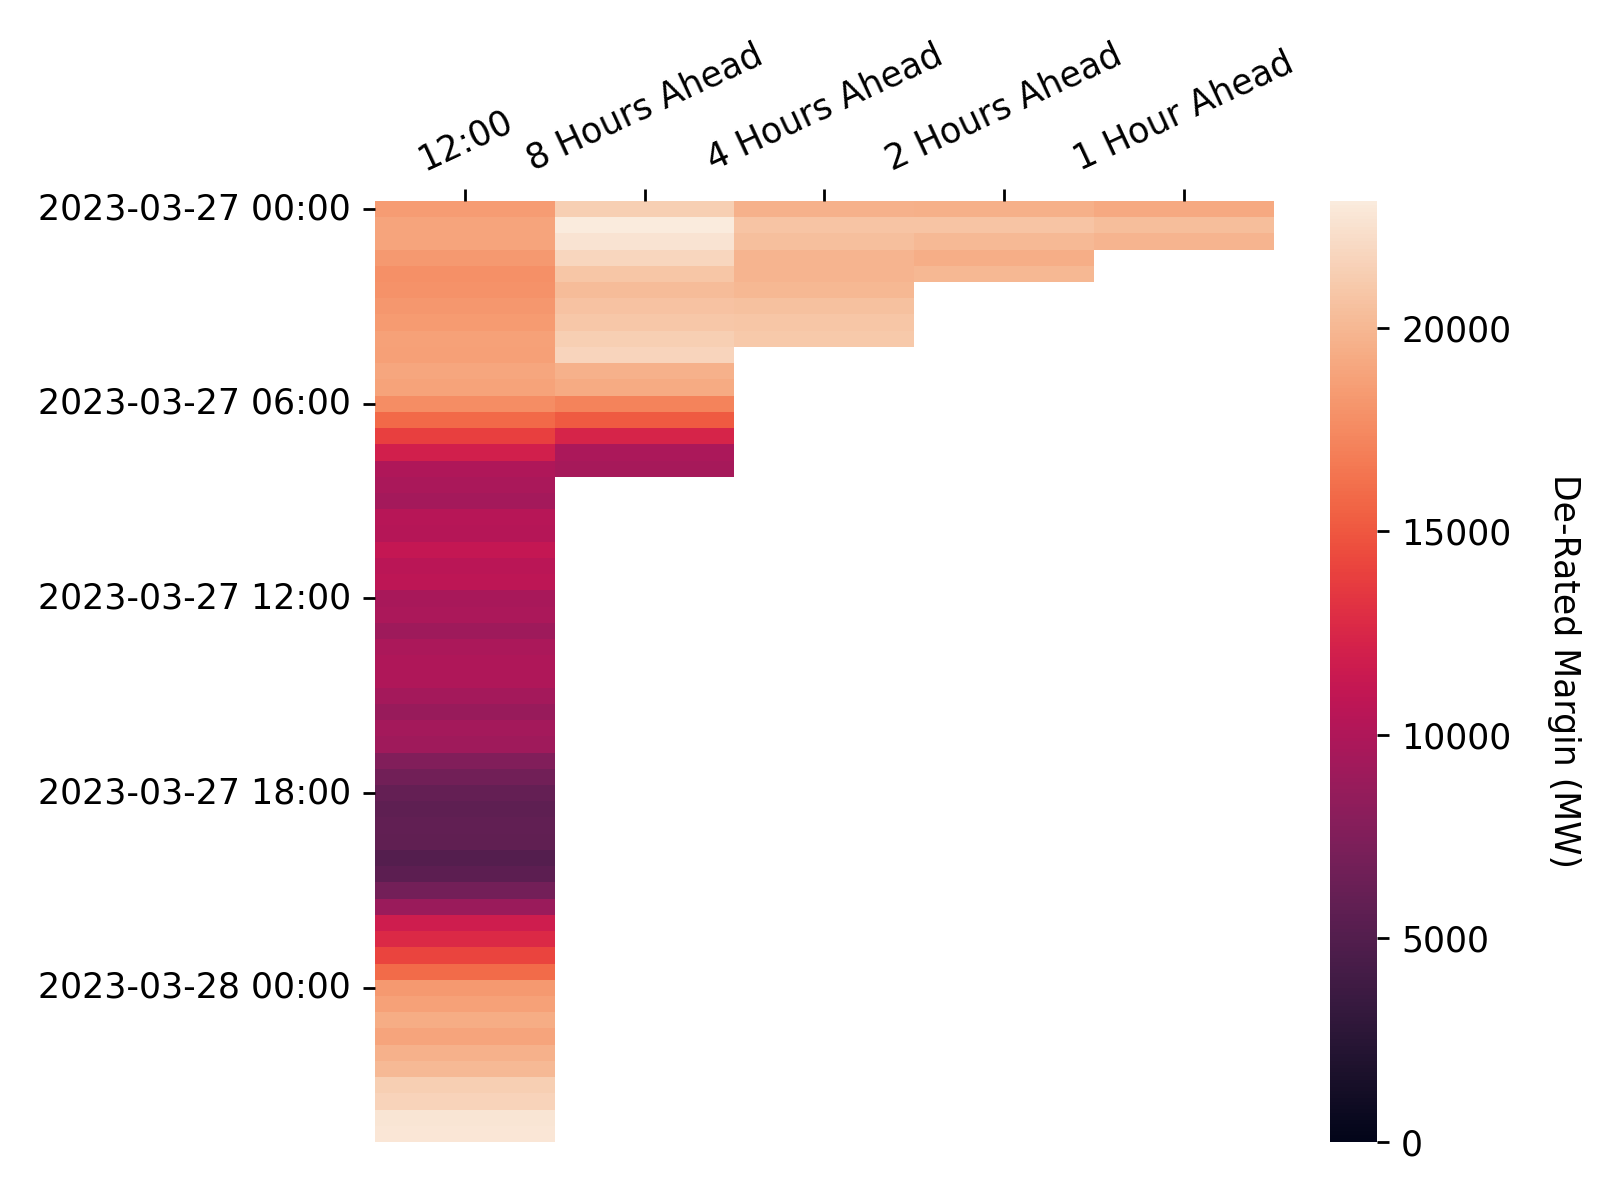 12:00
8 Hours Ahead
4 Hours Ahead
2 Hours Ahead
1 Hour Ahead
2023-03-27 00:00
2023-03-27 06:00
2023-03-27 12:00
2023-03-27 18:00
2023-03-28 00:00
20000
15000
10000
5000
0
De-Rated Margin (MW)